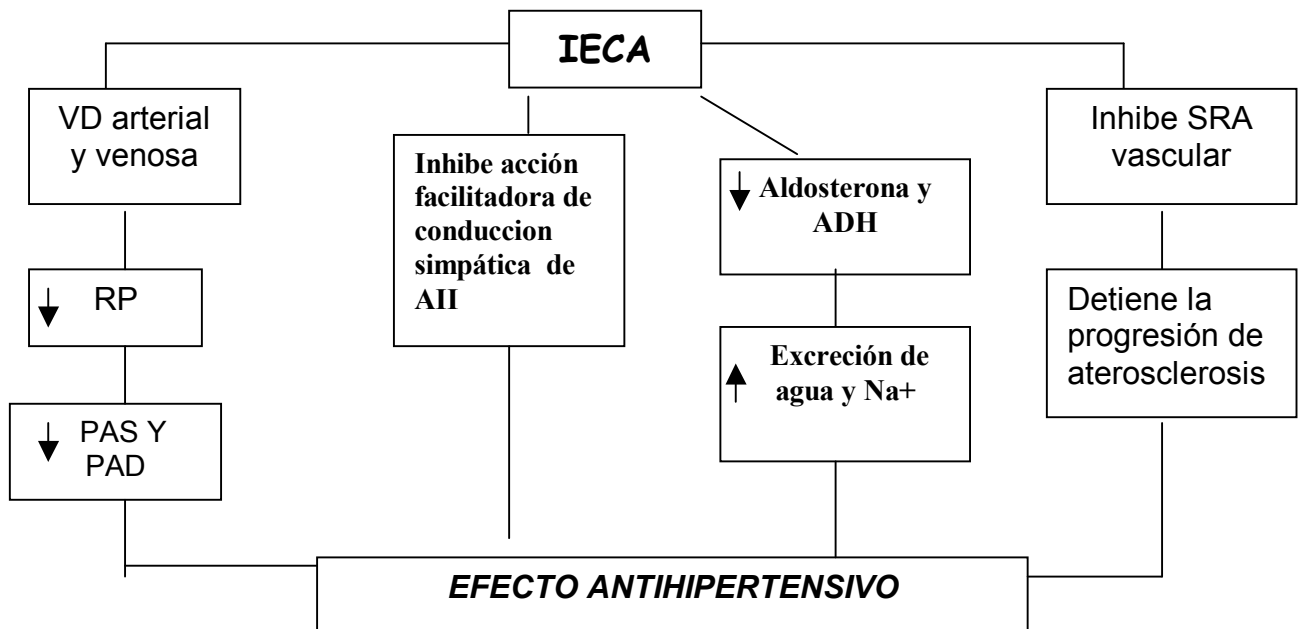 IECA
VD arterial
y venosa
RP
PAS Y
PAD
Inhibe acción
facilitadora de
conduccion
simpática de
AII
Aldosterona y
ADH
Excreción de
agua y Na+
Inhibe SRA
vascular
Detiene la
progresión de
aterosclerosis
EFECTO ANTIHIPERTENSIVO